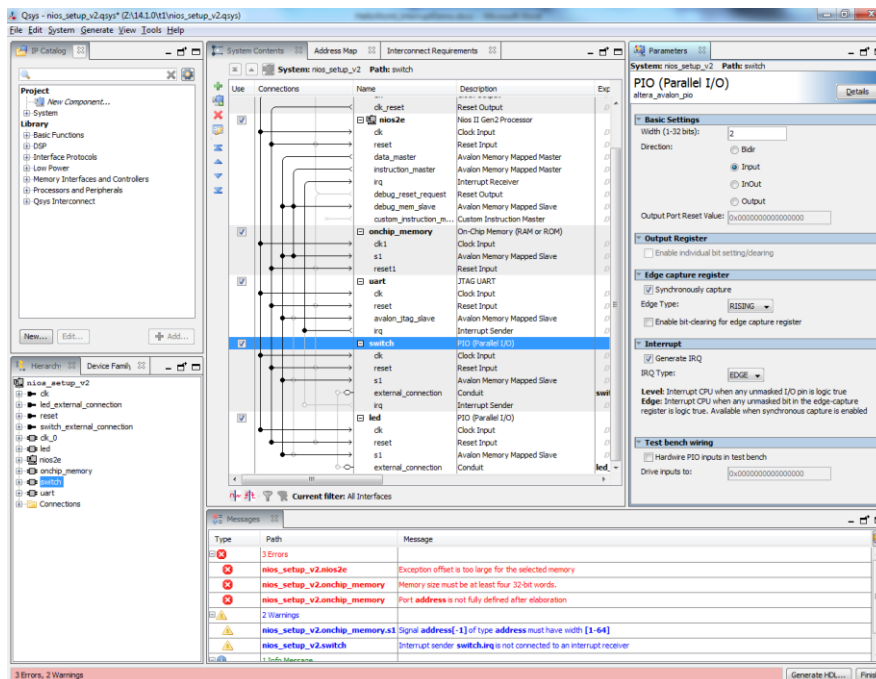 Qsys - nios_setup_v2.qsys* (Z:\14.1.0\t1\nios_setup_v2.qsys)
File Edit System Generate View Tools Help
IP Catalog
Project
New Component...
System
Library
Basic Functions
DSP
Interface Protocols
Low Power
Memory Interfaces and Controllers
Processors and Peripherals
Qsys Interconnect
New... Edit... Add...
Hierarchy Device Family
nios_setup_v2
clk
led_external_connection
reset
switch_external_connection
clk_0
led
nios2e
onchip_memory
switch
uart
Connections
System Contents Address Map Interconnect Requirements
System: nios_setup_v2 Path: switch
Use Connections Name Description Exp
clk_reset Reset Output
nios2e Nios II Gen2 Processor
clk Clock Input
reset Reset Input
data_master Avalon Memory Mapped Master
instruction_master Avalon Memory Mapped Master
irq Interrupt Receiver
debug_reset_request Reset Output
debug_mem_slave Avalon Memory Mapped Slave
custom_instruction_m... Custom Instruction Master
onchip_memory On-Chip Memory (RAM or ROM)
clk1 Clock Input
s1 Avalon Memory Mapped Slave
reset1 Reset Input
uart JTAG UART
clk Clock Input
reset Reset Input
avalon_jtag_slave Avalon Memory Mapped Slave
irq Interrupt Sender
switch PIO (Parallel I/O)
clk Clock Input
reset Reset Input
s1 Avalon Memory Mapped Slave
external_connection Conduit swit
irq Interrupt Sender
led PIO (Parallel I/O)
clk Clock Input
reset Reset Input
s1 Avalon Memory Mapped Slave
external_connection Conduit led_
Current filter: All Interfaces
Parameters
System: nios_setup_v2 Path: switch
PIO (Parallel I/O)
altera_avalon_pio
Details
Basic Settings
Width (1-32 bits): 2
Direction: Bidir
Input
InOut
Output
Output Port Reset Value: 0x0000000000000000
Output Register
Enable individual bit setting/clearing
Edge capture register
Synchronously capture
Edge Type: RISING
Enable bit-clearing for edge capture register
Interrupt
Generate IRQ
IRQ Type: EDGE
Level: Interrupt CPU when any unmasked I/O pin is logic true
Edge: Interrupt CPU when any unmasked bit in the edge-capture
register is logic true. Available when synchronous capture is enabled
Test bench wiring
Hardwire PIO inputs in test bench
Drive inputs to: 0x0000000000000000
Messages
Type Path Message
3 Errors
nios_setup_v2.nios2e Exception offset is too large for the selected memory
nios_setup_v2.onchip_memory Memory size must be at least four 32-bit words.
nios_setup_v2.onchip_memory Port address is not fully defined after elaboration
2 Warnings
nios_setup_v2.onchip_memory.s1 Signal address[-1] of type address must have width [1-64]
nios_setup_v2.switch Interrupt sender switch.irq is not connected to an interrupt receiver
1 Info Message
3 Errors, 2 Warnings
Generate HDL... Finis